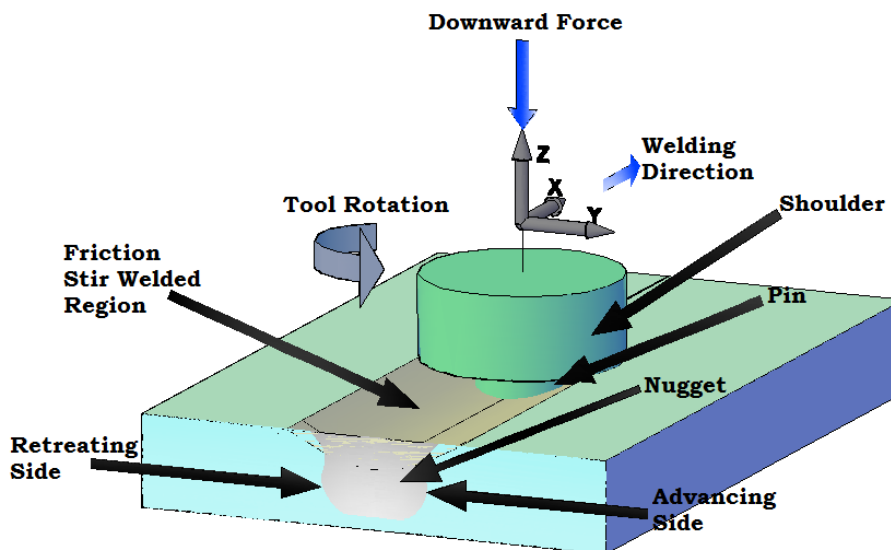 Downward Force
Z
Welding
Direction
X
Tool Rotation
Y
Shoulder
Friction
Stir Welded
Region
Pin
Nugget
Retreating
Side
Advancing
Side